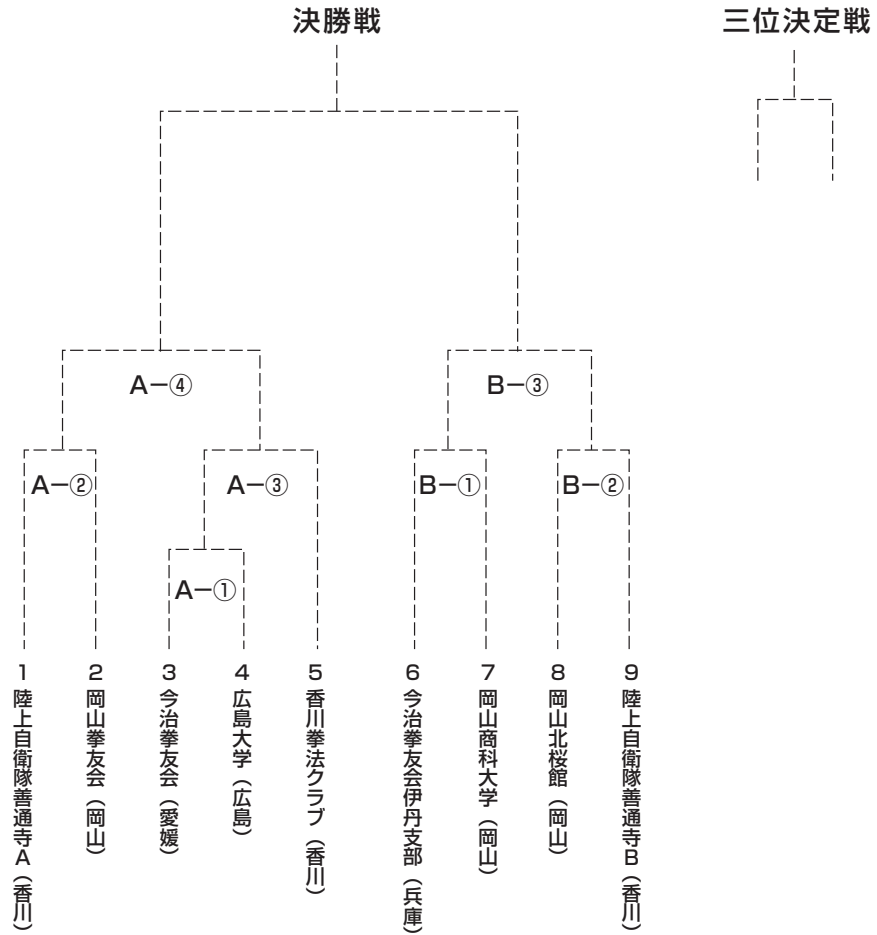 決勝戦
三位決定戦
A－④
B－③
A－②
A－③
B－①
B－②
A－①
1 陸上自衛隊善通寺A（香川）
2 岡山拳友会（岡山）
3 今治拳友会（愛媛）
4 広島大学（広島）
5 香川拳法クラブ（香川）
6 今治拳友会伊丹支部（兵庫）
7 岡山商科大学（岡山）
8 岡山北桜館（岡山）
9 陸上自衛隊善通寺B（香川）